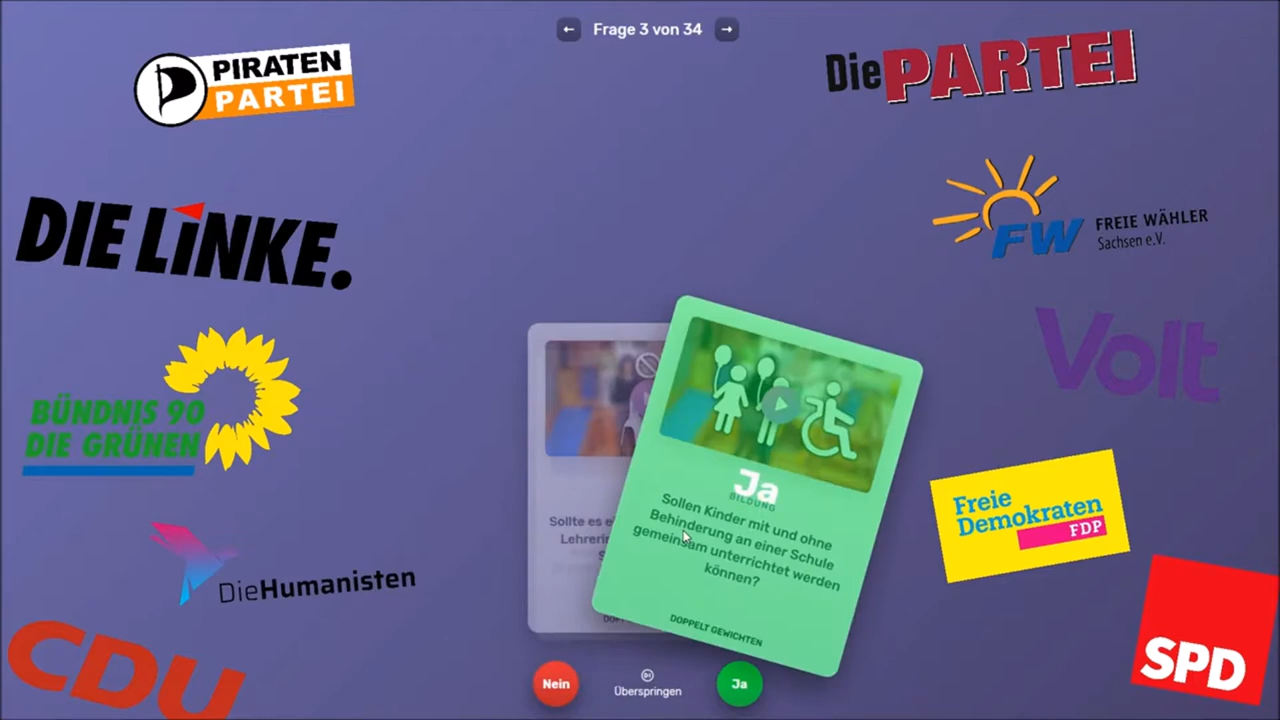 ← Frage 3 von 34 →
PIRATEN
PARTEI
Die PARTEI
DIE LINKE.
FW FREIE WÄHLER
Sachsen e.V.
Volt
BÜNDNIS 90
DIE GRÜNEN
Freie
Demokraten
FDP
DieHumanisten
CDU
SPD
Sollte es
Ja
BILDUNG
Sollen Kinder mit und ohne
Behinderung an einer Schule
gemeinsam unterrichtet werden
können?
DOPPELT GEWICHTEN
Nein
Überspringen
Ja